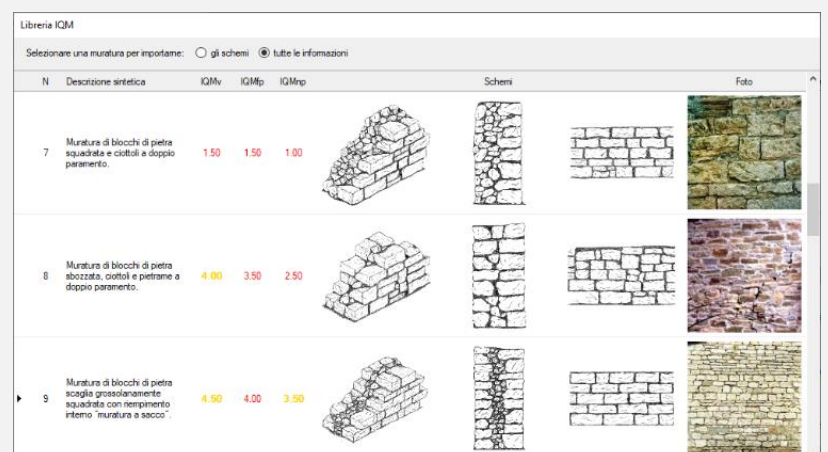 Libreria IQM
Selezionare una muratura per importarne: gli schemi tutte le informazioni
N Descrizione sintetica IQMv IQMfp IQMnp Schemi Foto
7 Muratura di blocchi di pietra squadrata e ciottoli a doppio paramento. 1.50 1.50 1.00
8 Muratura di blocchi di pietra sbozzata, ciottoli e pietrame a doppio paramento. 4.00 3.50 2.50
9 Muratura di blocchi di pietra scaglia grossolanamente squadrata con riempimento interno "muratura a sacco". 4.50 4.00 3.50